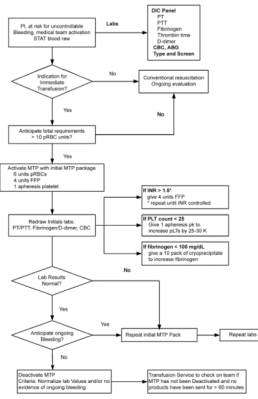 Pt. at risk for uncontrollable
Bleeding, medical team activation
STAT blood
Labs
DIC Panel
PT
PTT
Fibrinogen
Thrombin time
D-dimer
CBC, ABG
Type and Screen
Indication for
Immediate
Transfusion?
No
Conventional resuscitation
Ongoing evaluation
Yes
No
Anticipate total requirements
> 10 pRBC units?
Yes
Activate MTP with initial MTP package
6 units pRBCs
4 units FFP
1 apheresis platelet
Redraw Initials labs:
PT/PTT, Fibrinogen/D-dimer, CBC
If INR > 1.5*
give 4 units FFP
* repeat until INR controlled
If PLT count < 25
Give 1 apheresis pk to
increase pLTs by 25-30 K
If fibrinogen < 100 mg/dL
give a 10 pack of cryoprecipitate
to increase fibrinogen
No
Lab Results
Normal?
Yes
Anticipate ongoing
Bleeding?
Yes
Repeat initial MTP Pack
Repeat labs
No
Deactivate MTP
Criteria: Normalize lab Values and/or no
evidence of ongoing bleeding
Transfusion Service to check on team if
MTP has not been Deactivated and no
products have been sent for > 60 minutes